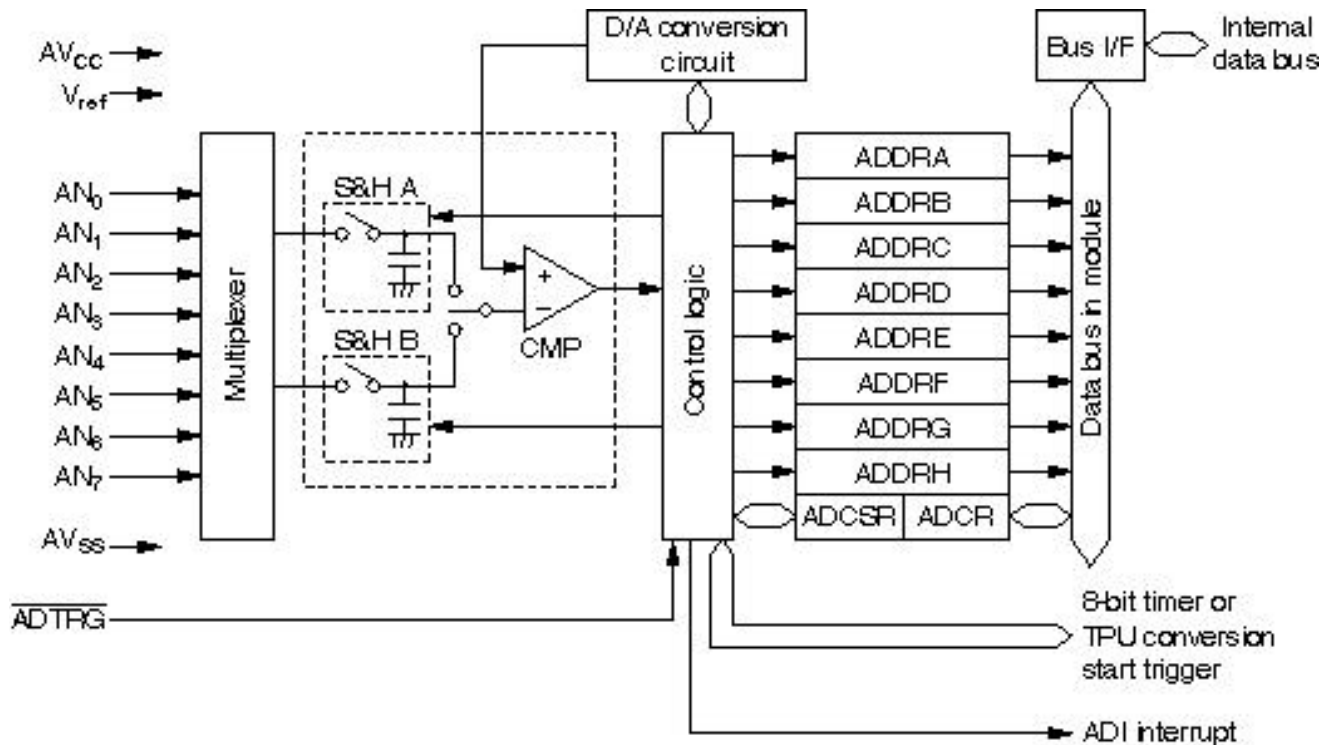 D/A conversion
circuit
Bus I/F
Internal
data bus
AVCC
Vref
AN0
AN1
AN2
AN3
AN4
AN5
AN6
AN7
AVSS
ADTRG
Multiplexer
S&H A
S&H B
+
−
CMP
Control logic
ADDRA
ADDRB
ADDRC
ADDRD
ADDRE
ADDRF
ADDRG
ADDRH
ADCSR ADCR
Data bus in module
8-bit timer or
TPU conversion
start trigger
ADI interrupt